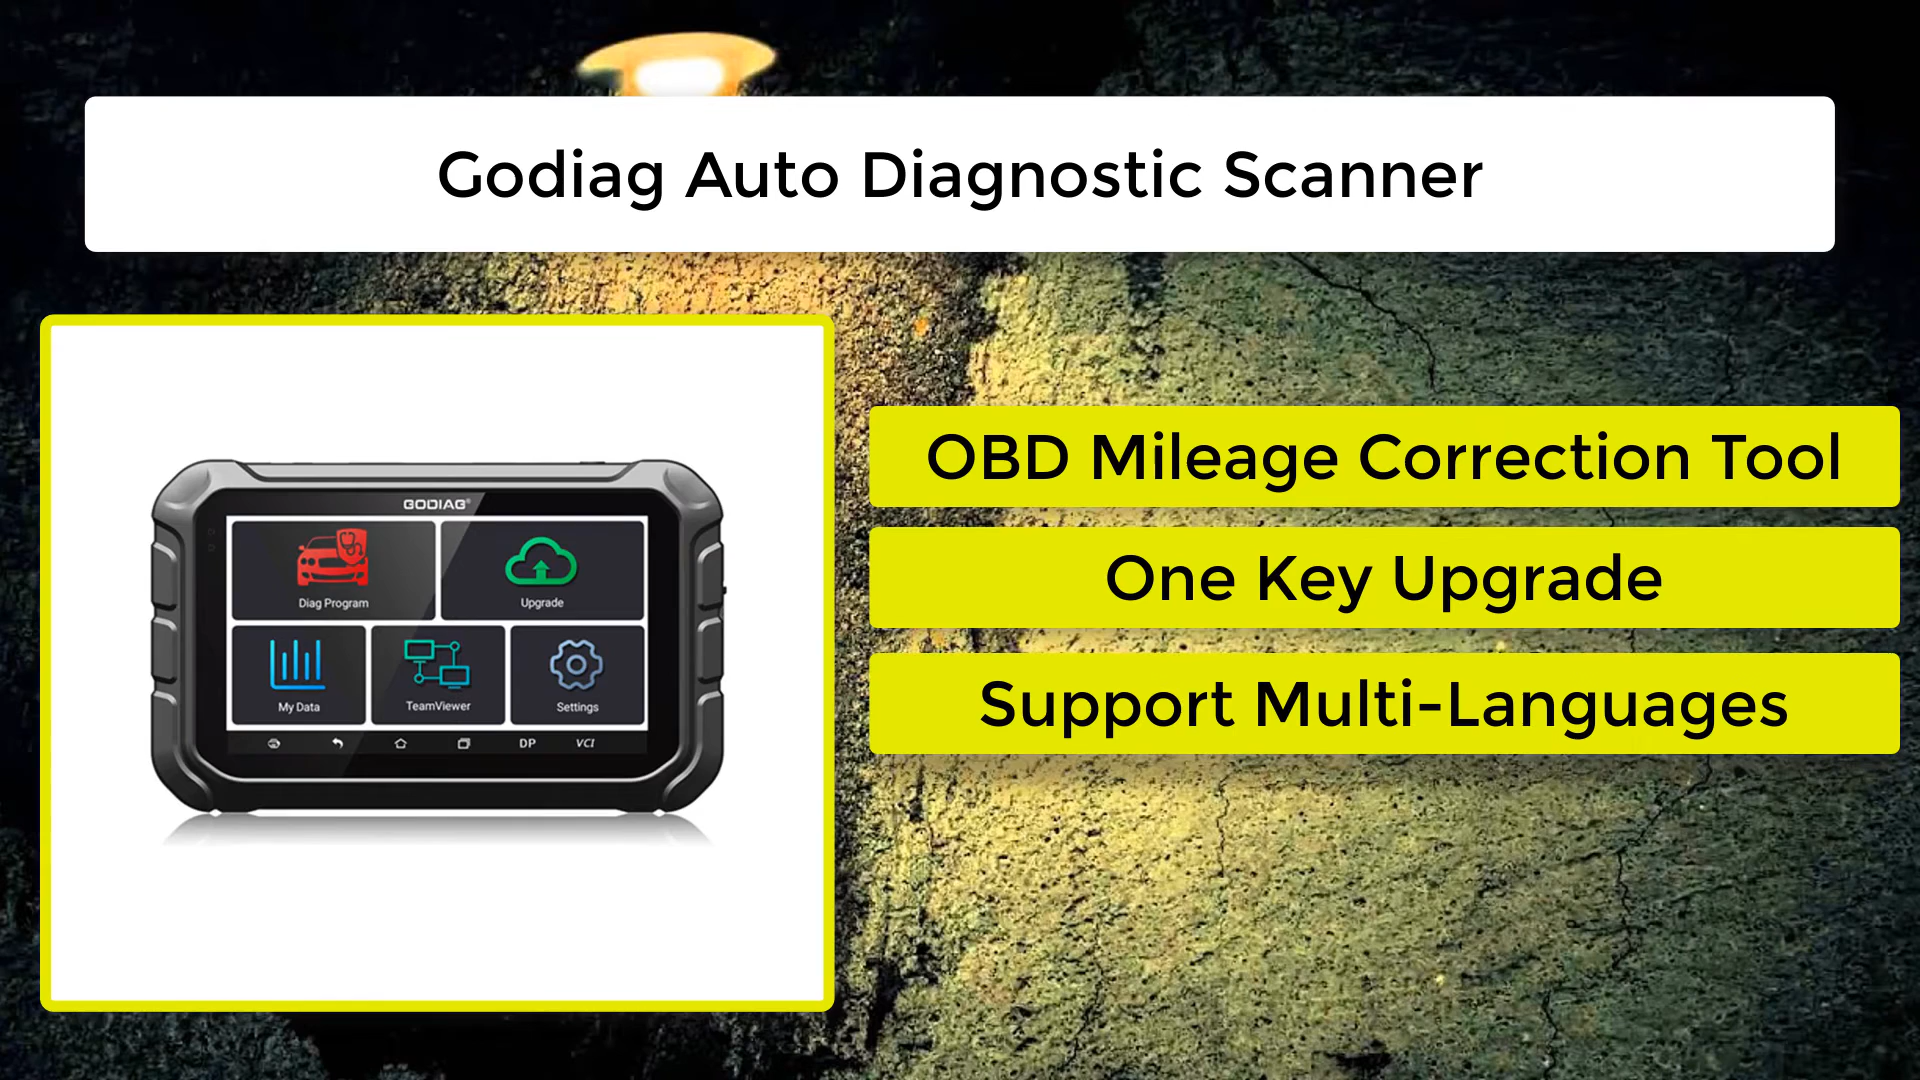 Godiag Auto Diagnostic Scanner
GODIAG®
Diag Program
Upgrade
My Data
TeamViewer
Settings
DP
VCI
OBD Mileage Correction Tool
One Key Upgrade
Support Multi-Languages